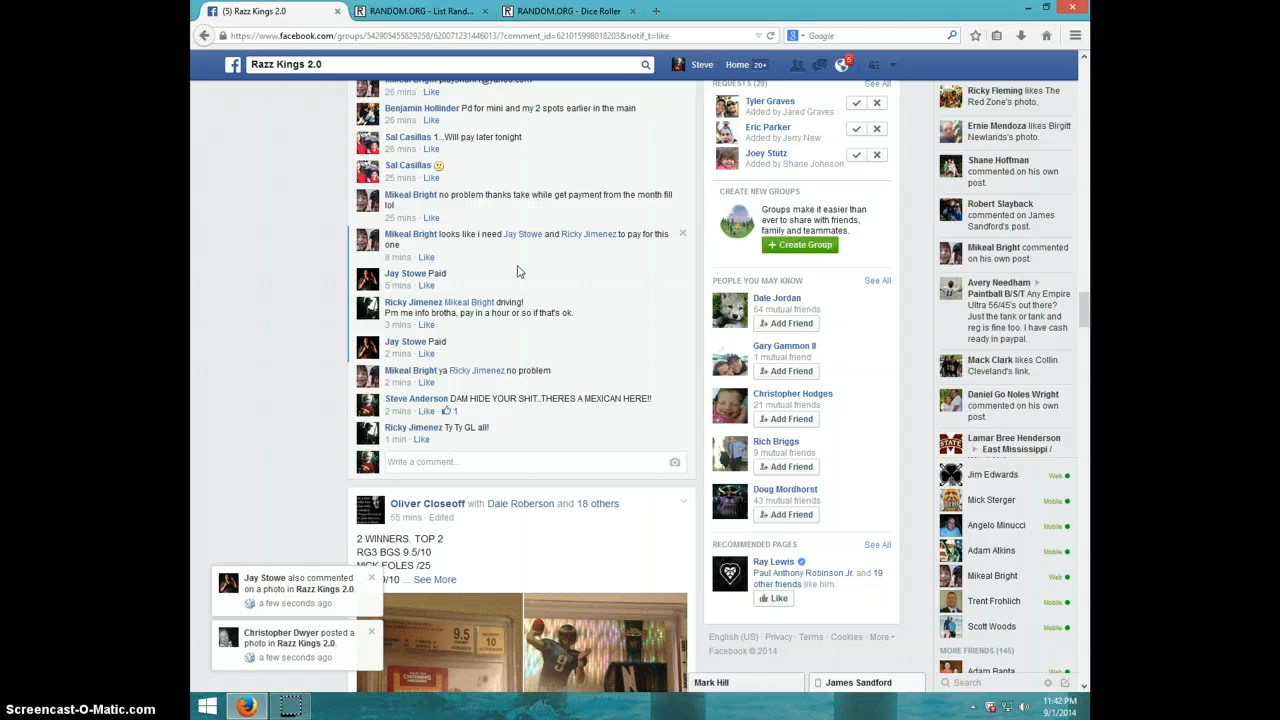 (5) Razz Kings 2.0
RANDOM.ORG - List Rand...
RANDOM.ORG - Dice Roller
https://www.facebook.com/groups/542905455829258/620071231446013/?comment_id=621015998018203&notif_t=like
Google
Razz Kings 2.0
Steve
Home 20+
5
Mikeal Bright playshark1@yahoo.com
26 mins · Like
Benjamin Hollinder Pd for mini and my 2 spots earlier in the main
26 mins · Like
Sal Casillas 1...Will pay later tonight
26 mins · Like
Sal Casillas
25 mins · Like
Mikeal Bright no problem thanks take while get payment from the month fill
lol
25 mins · Like
Mikeal Bright looks like i need Jay Stowe and Ricky Jimenez to pay for this
one
8 mins · Like
Jay Stowe Paid
5 mins · Like
Ricky Jimenez Mikeal Bright driving!
Pm me info brotha, pay in a hour or so if that's ok.
3 mins · Like
Jay Stowe Paid
2 mins · Like
Mikeal Bright ya Ricky Jimenez no problem
2 mins · Like
Steve Anderson DAM HIDE YOUR SHIT..THERES A MEXICAN HERE!!
2 mins · Like · 1
Ricky Jimenez Ty Ty GL all!
1 min · Like
Write a comment...
Oliver Closeoff with Dale Roberson and 18 others
55 mins · Edited
2 WINNERS. TOP 2
RG3 BGS 9.5/10
NICK FOLES /25
9/10 ... See More
9.5
10
9
Jay Stowe also commented
on a photo in Razz Kings 2.0.
a few seconds ago
Christopher Dwyer posted a
photo in Razz Kings 2.0.
a few seconds ago
REQUESTS (29)
See All
Tyler Graves
Added by Jared Graves
Eric Parker
Added by Jerry New
Joey Stutz
Added by Shane Johnson
CREATE NEW GROUPS
Groups make it easier than
ever to share with friends,
family and teammates.
+ Create Group
PEOPLE YOU MAY KNOW
See All
Dale Jordan
64 mutual friends
Add Friend
Gary Gammon II
1 mutual friend
Add Friend
Christopher Hodges
21 mutual friends
Add Friend
Rich Briggs
9 mutual friends
Add Friend
Doug Mordhorst
43 mutual friends
Add Friend
RECOMMENDED PAGES
See All
Ray Lewis
Paul Anthony Robinson Jr. and 19
other friends like him.
Like
English (US) · Privacy · Terms · Cookies · More
Facebook © 2014
Mark Hill
James Sandford
Ricky Fleming likes The
Red Zone's photo.
Ernie Mendoza likes Birgitt
Newlands's photo.
Shane Hoffman
commented on his own
post.
Robert Slayback
commented on James
Sandford's post.
Mikeal Bright commented
on his own post.
Avery Needham
Paintball B/S/T Any Empire
Ultra 56/45's out there?
Just the tank or tank and
reg is fine too. I have cash
ready in paypal.
Mack Clark likes Collin
Cleveland's link.
Daniel Go Noles Wright
commented on his own
post.
Lamar Bree Henderson
East Mississippi /
Jim Edwards Web
Mick Sterger Mobile
Angelo Minucci Mobile
Adam Atkins Mobile
Mikeal Bright Web
Trent Frohlich Mobile
Scott Woods Mobile
MORE FRIENDS (145)
Adam Banta Web
Search
11:42 PM
9/1/2014
Screencast-O-Matic.com